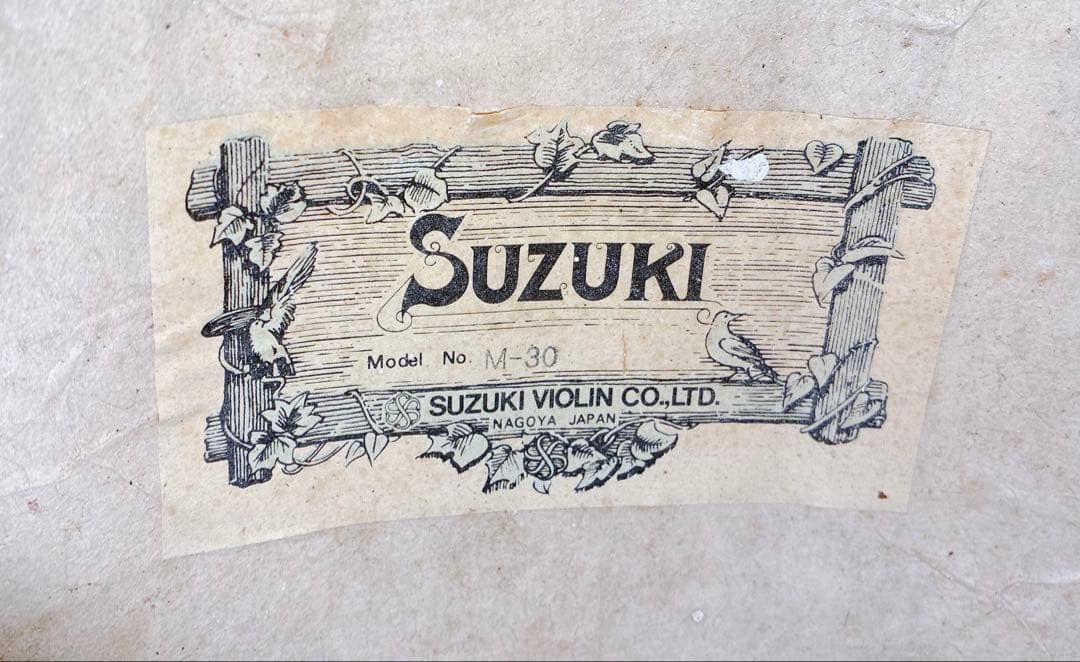 SUZUKI
Model No. M-30
SUZUKI VIOLIN CO.,LTD.
NAGOYA JAPAN